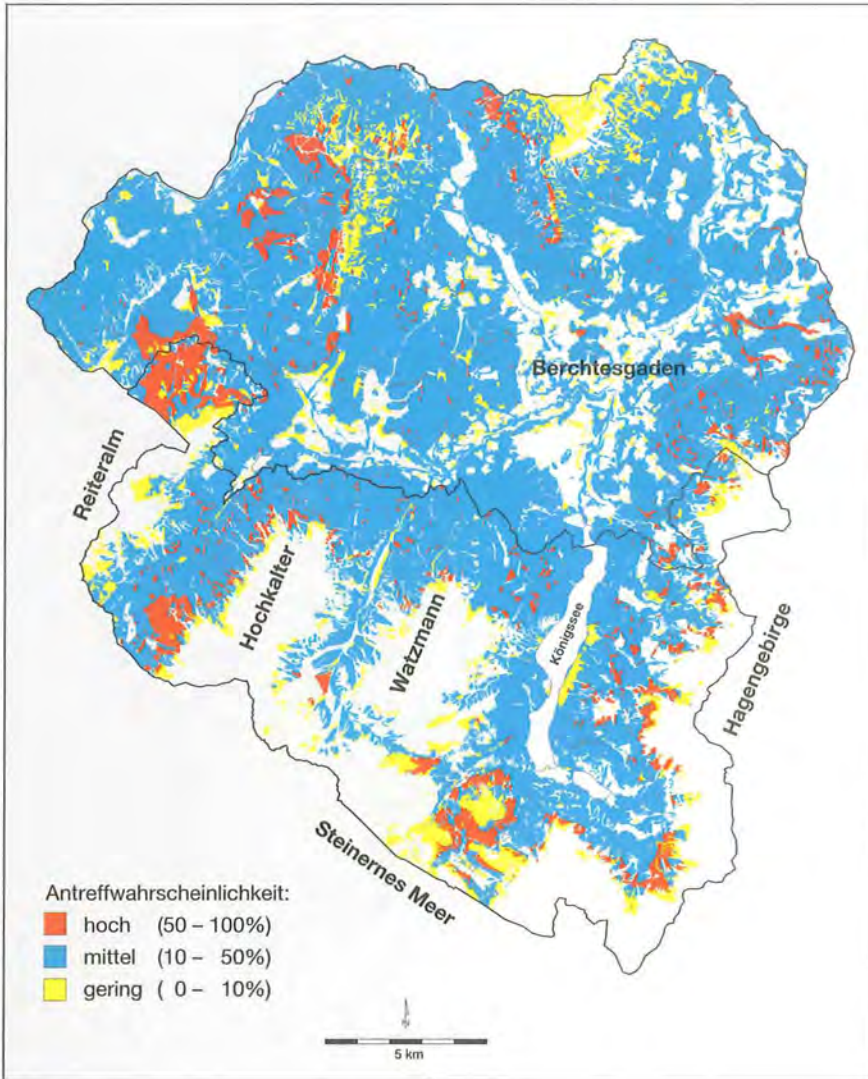 Berchtesgaden
Reiteralm
Hochkalter
Watzmann
Königssee
Hagengebirge
Steinernes Meer
Antreffwahrscheinlichkeit:
hoch (50 – 100%)
mittel (10 – 50%)
gering ( 0 – 10%)
5 km